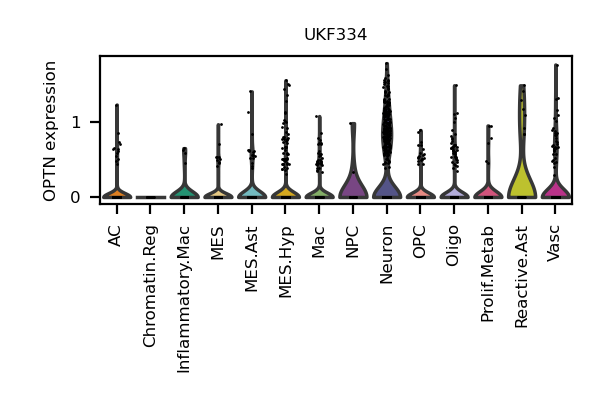 UKF334
OPTN expression
1
0
AC
Chromatin.Reg
Inflammatory.Mac
MES
MES.Ast
MES.Hyp
Mac
NPC
Neuron
OPC
Oligo
Prolif.Metab
Reactive.Ast
Vasc